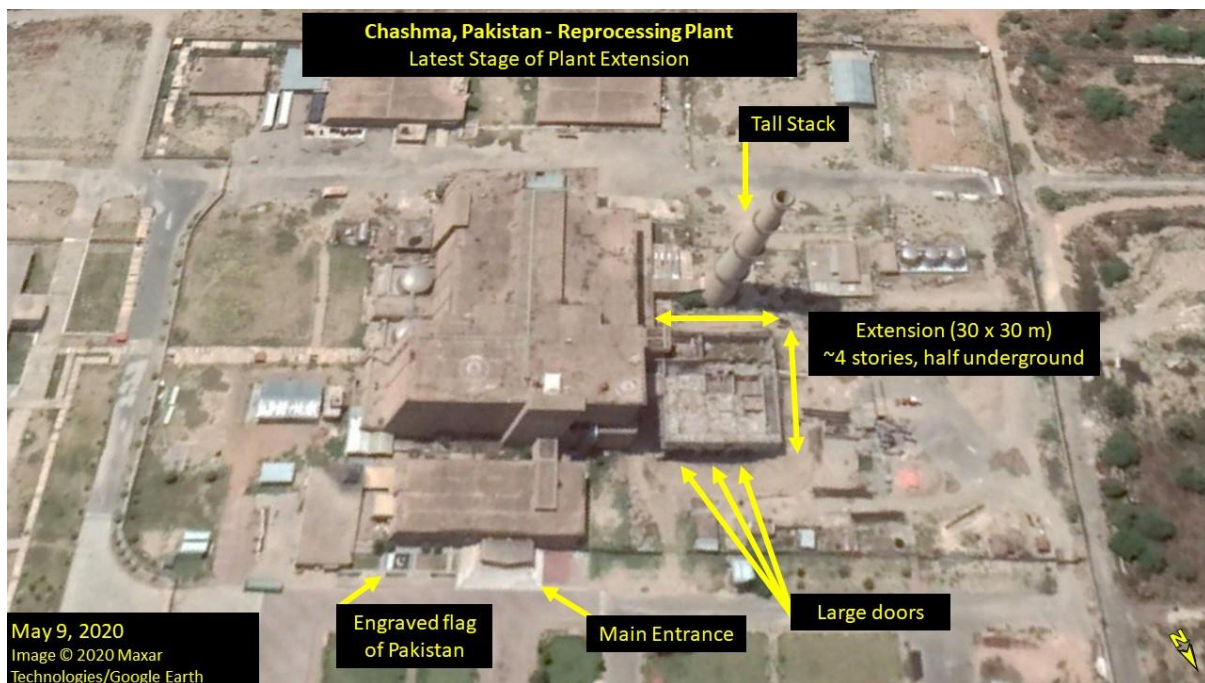 Chashma, Pakistan - Reprocessing Plant
Latest Stage of Plant Extension
Tall Stack
Extension (30 x 30 m)
~4 stories, half underground
Large doors
Main Entrance
Engraved flag
of Pakistan
May 9, 2020
Image © 2020 Maxar
Technologies/Google Earth
N